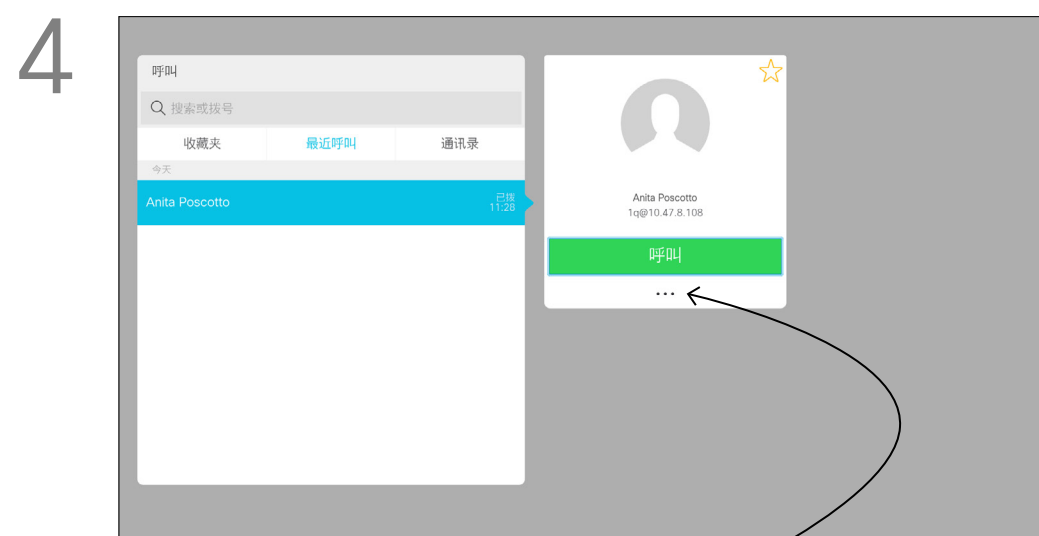 4
呼叫
搜索或拨号
收藏夹 最近呼叫 通讯录
今天
Anita Poscotto 已拨 11:28
Anita Poscotto
1q@10.47.8.108
呼叫
...